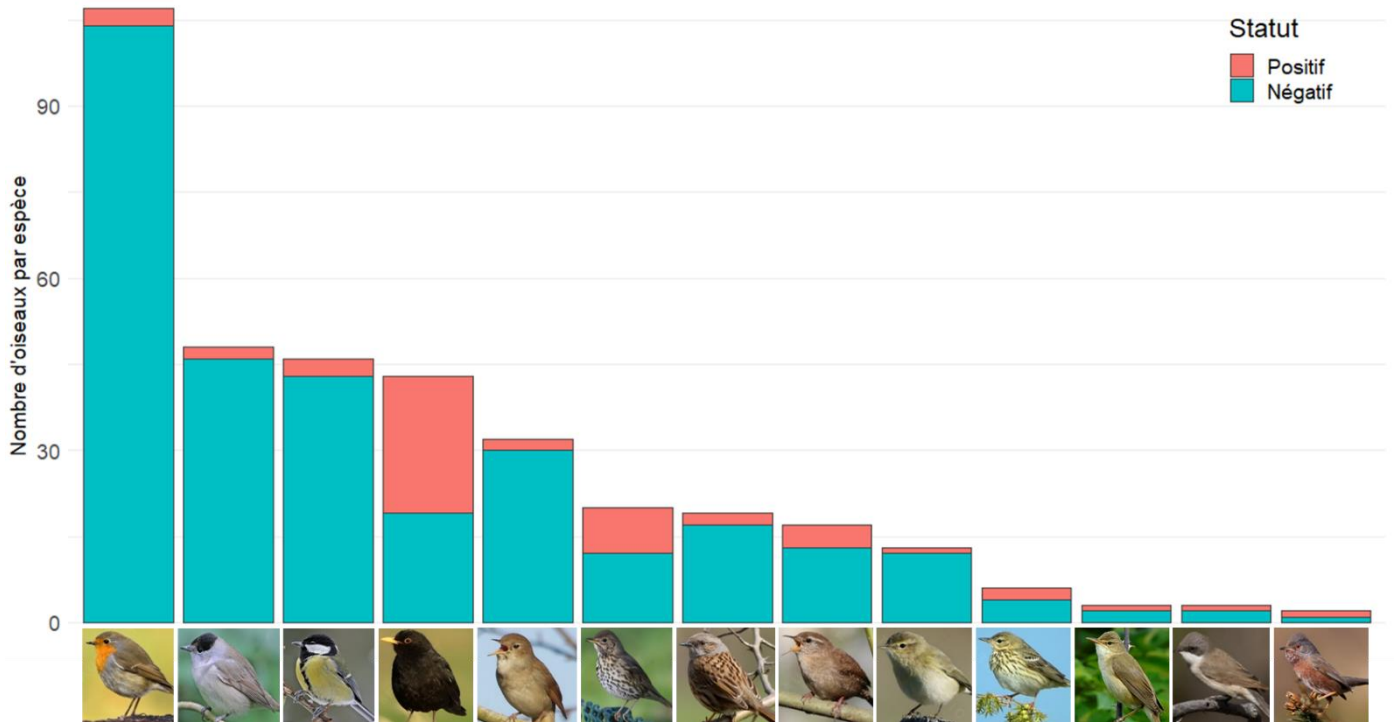 Statut
Positif
Négatif
Nombre d'oiseaux par espèce
90
60
30
0